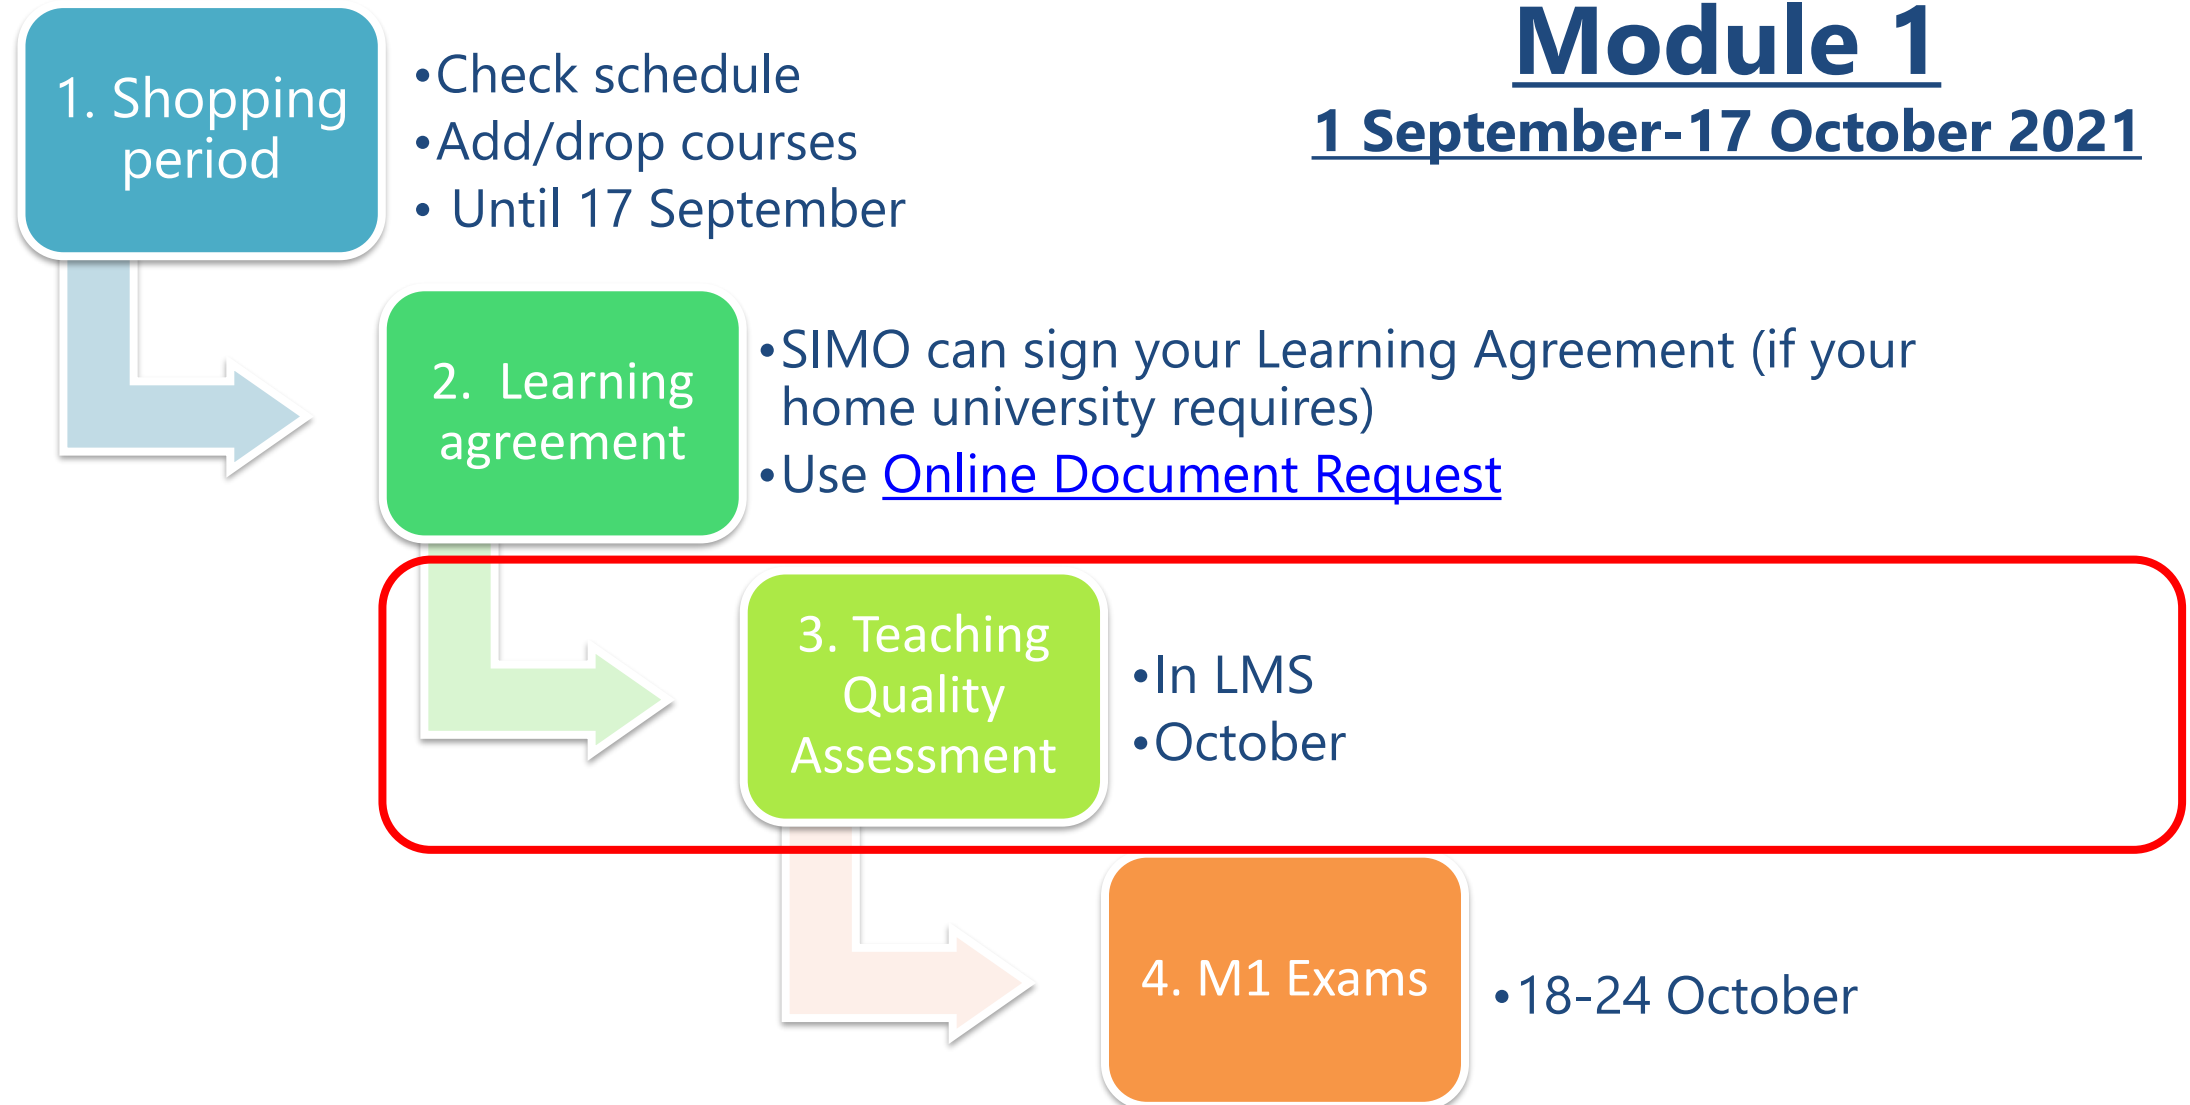 Module 1
1 September-17 October 2021
1. Shopping
period
•Check schedule
•Add/drop courses
• Until 17 September
2. Learning
agreement
•SIMO can sign your Learning Agreement (if your
home university requires)
•Use Online Document Request
3. Teaching
Quality
Assessment
•In LMS
•October
4. M1 Exams
•18-24 October